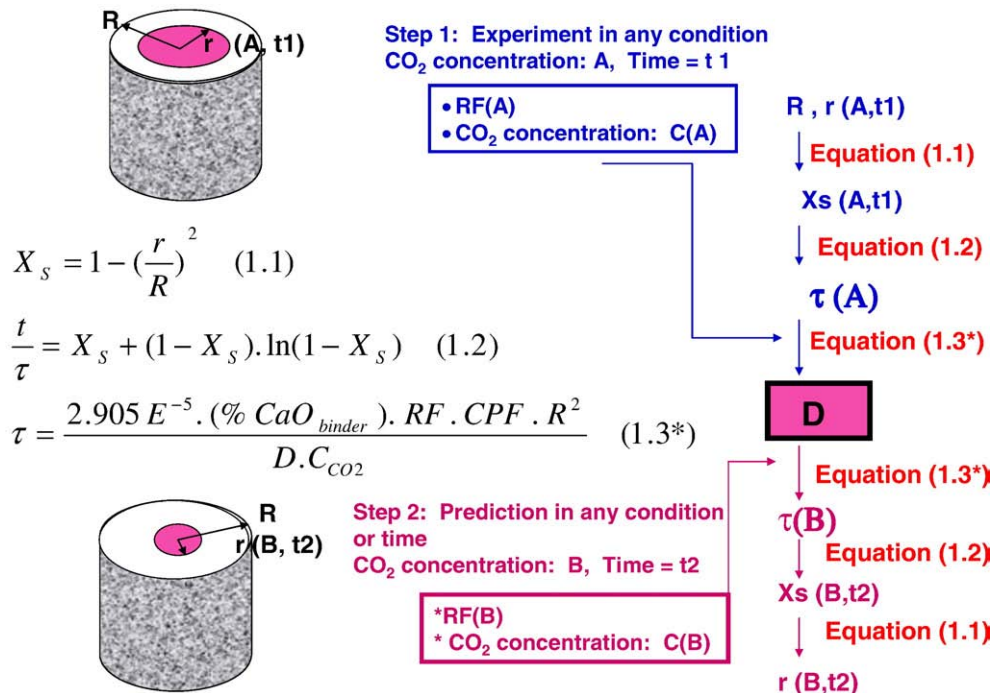 R
r (A, t1)
Step 1: Experiment in any condition
CO₂ concentration: A, Time = t 1
• RF(A)
• CO₂ concentration: C(A)
R , r (A,t1)
Equation (1.1)
Xs (A,t1)
Equation (1.2)
τ (A)
Equation (1.3*)
D
X_S = 1 − (r/R)² (1.1)
t/τ = X_S + (1 − X_S).ln(1 − X_S) (1.2)
τ = 2.905 E⁻⁵ . (% CaO_binder ). RF . CPF . R² / D.C_CO2 (1.3*)
R
r (B, t2)
Step 2: Prediction in any condition
or time
CO₂ concentration: B, Time = t2
*RF(B)
* CO₂ concentration: C(B)
Equation (1.3*)
τ(B)
Equation (1.2)
Xs (B,t2)
Equation (1.1)
r (B,t2)